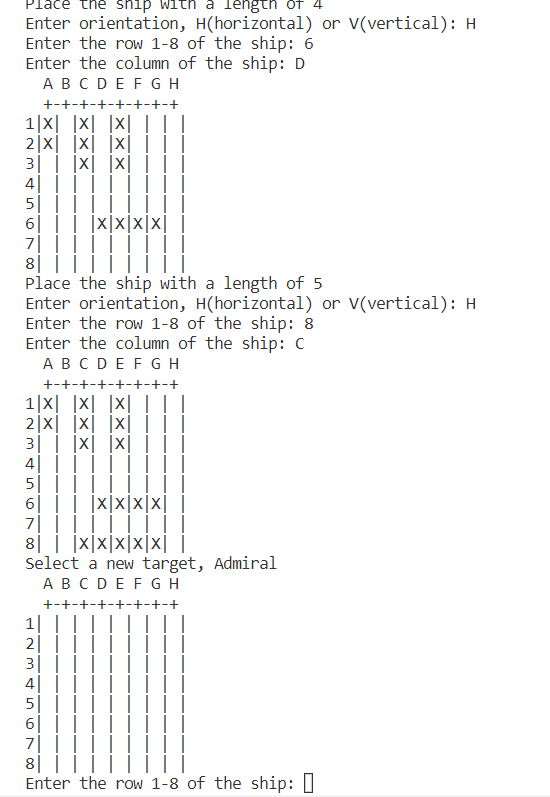 Place the ship with a length of 4
Enter orientation, H(horizontal) or V(vertical): H
Enter the row 1-8 of the ship: 6
Enter the column of the ship: D
  A B C D E F G H
  +-+-+-+-+-+-+-+
1|X| |X| |X| | | |
2|X| |X| |X| | | |
3| | |X| |X| | | |
4| | | | | | | | |
5| | | | | | | | |
6| | | |X|X|X|X| |
7| | | | | | | | |
8| | | | | | | | |
Place the ship with a length of 5
Enter orientation, H(horizontal) or V(vertical): H
Enter the row 1-8 of the ship: 8
Enter the column of the ship: C
  A B C D E F G H
  +-+-+-+-+-+-+-+
1|X| |X| |X| | | |
2|X| |X| |X| | | |
3| | |X| |X| | | |
4| | | | | | | | |
5| | | | | | | | |
6| | | |X|X|X|X| |
7| | | | | | | | |
8| | |X|X|X|X|X| |
Select a new target, Admiral
  A B C D E F G H
  +-+-+-+-+-+-+-+
1| | | | | | | | |
2| | | | | | | | |
3| | | | | | | | |
4| | | | | | | | |
5| | | | | | | | |
6| | | | | | | | |
7| | | | | | | | |
8| | | | | | | | |
Enter the row 1-8 of the ship: